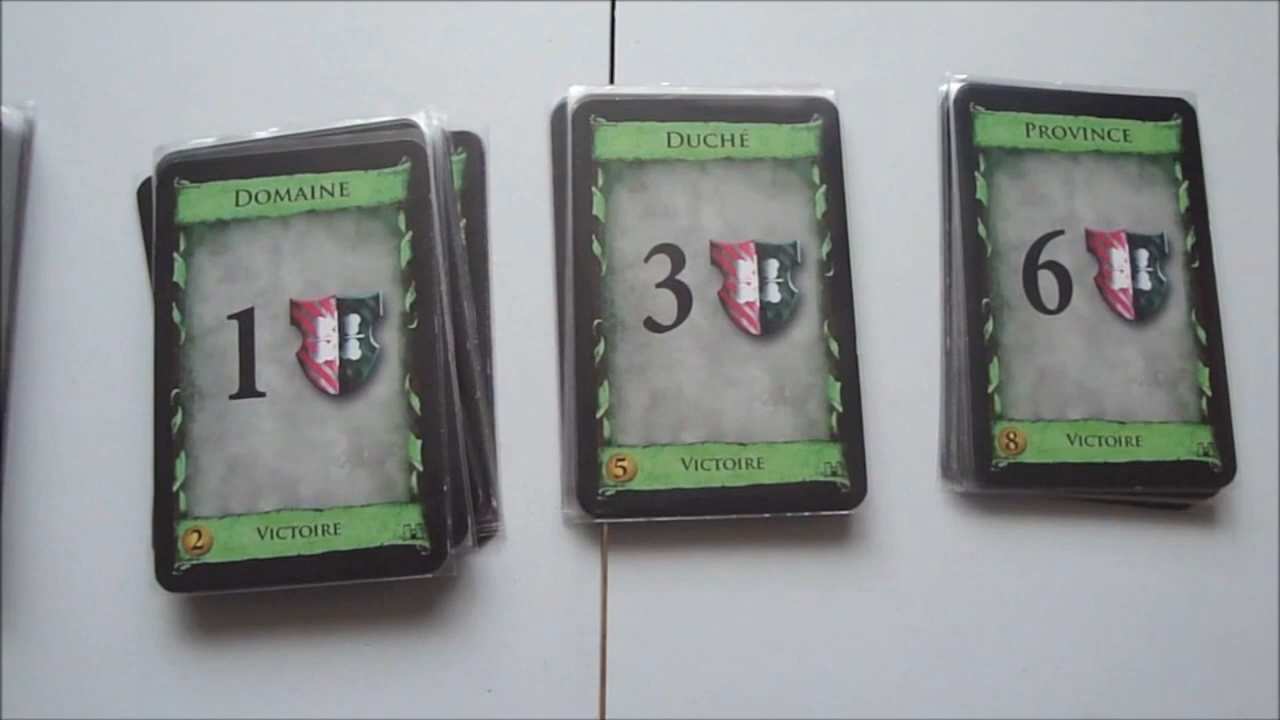 DOMAINE
1
2 VICTOIRE
DUCHÉ
3
5 VICTOIRE
PROVINCE
6
8 VICTOIRE